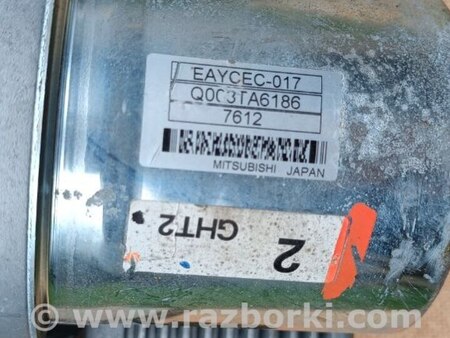 EAYCEC-017
Q003TA6186
7612
MITSUBISHI JAPAN
GHT2
2
© www.razborki.com